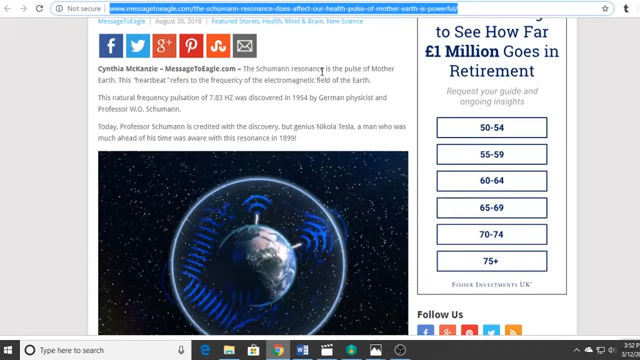 Not secure | www.messagetoeagle.com/the-schumann-resonance-does-affect-our-health-pulse-of-mother-earth-is-powerful/
MessageToEagle | August 20, 2018 | Featured Stories, Health, Mind & Brain, New Science
Cynthia McKanzie – MessageToEagle.com – The Schumann resonance is the pulse of Mother
Earth. This "heartbeat" refers to the frequency of the electromagnetic field of the Earth.
This natural frequency pulsation of 7.83 HZ was discovered in 1954 by German physicist and
Professor W.O. Schumann.
Today, Professor Schumann is credited with the discovery, but genius Nikola Tesla, a man who was
much ahead of his time was aware with this resonance in 1899!
to See How Far
£1 Million Goes in
Retirement
Request your guide and
ongoing insights
50-54
55-59
60-64
65-69
70-74
75+
FISHER INVESTMENTS UK
Follow Us
Type here to search
3:52